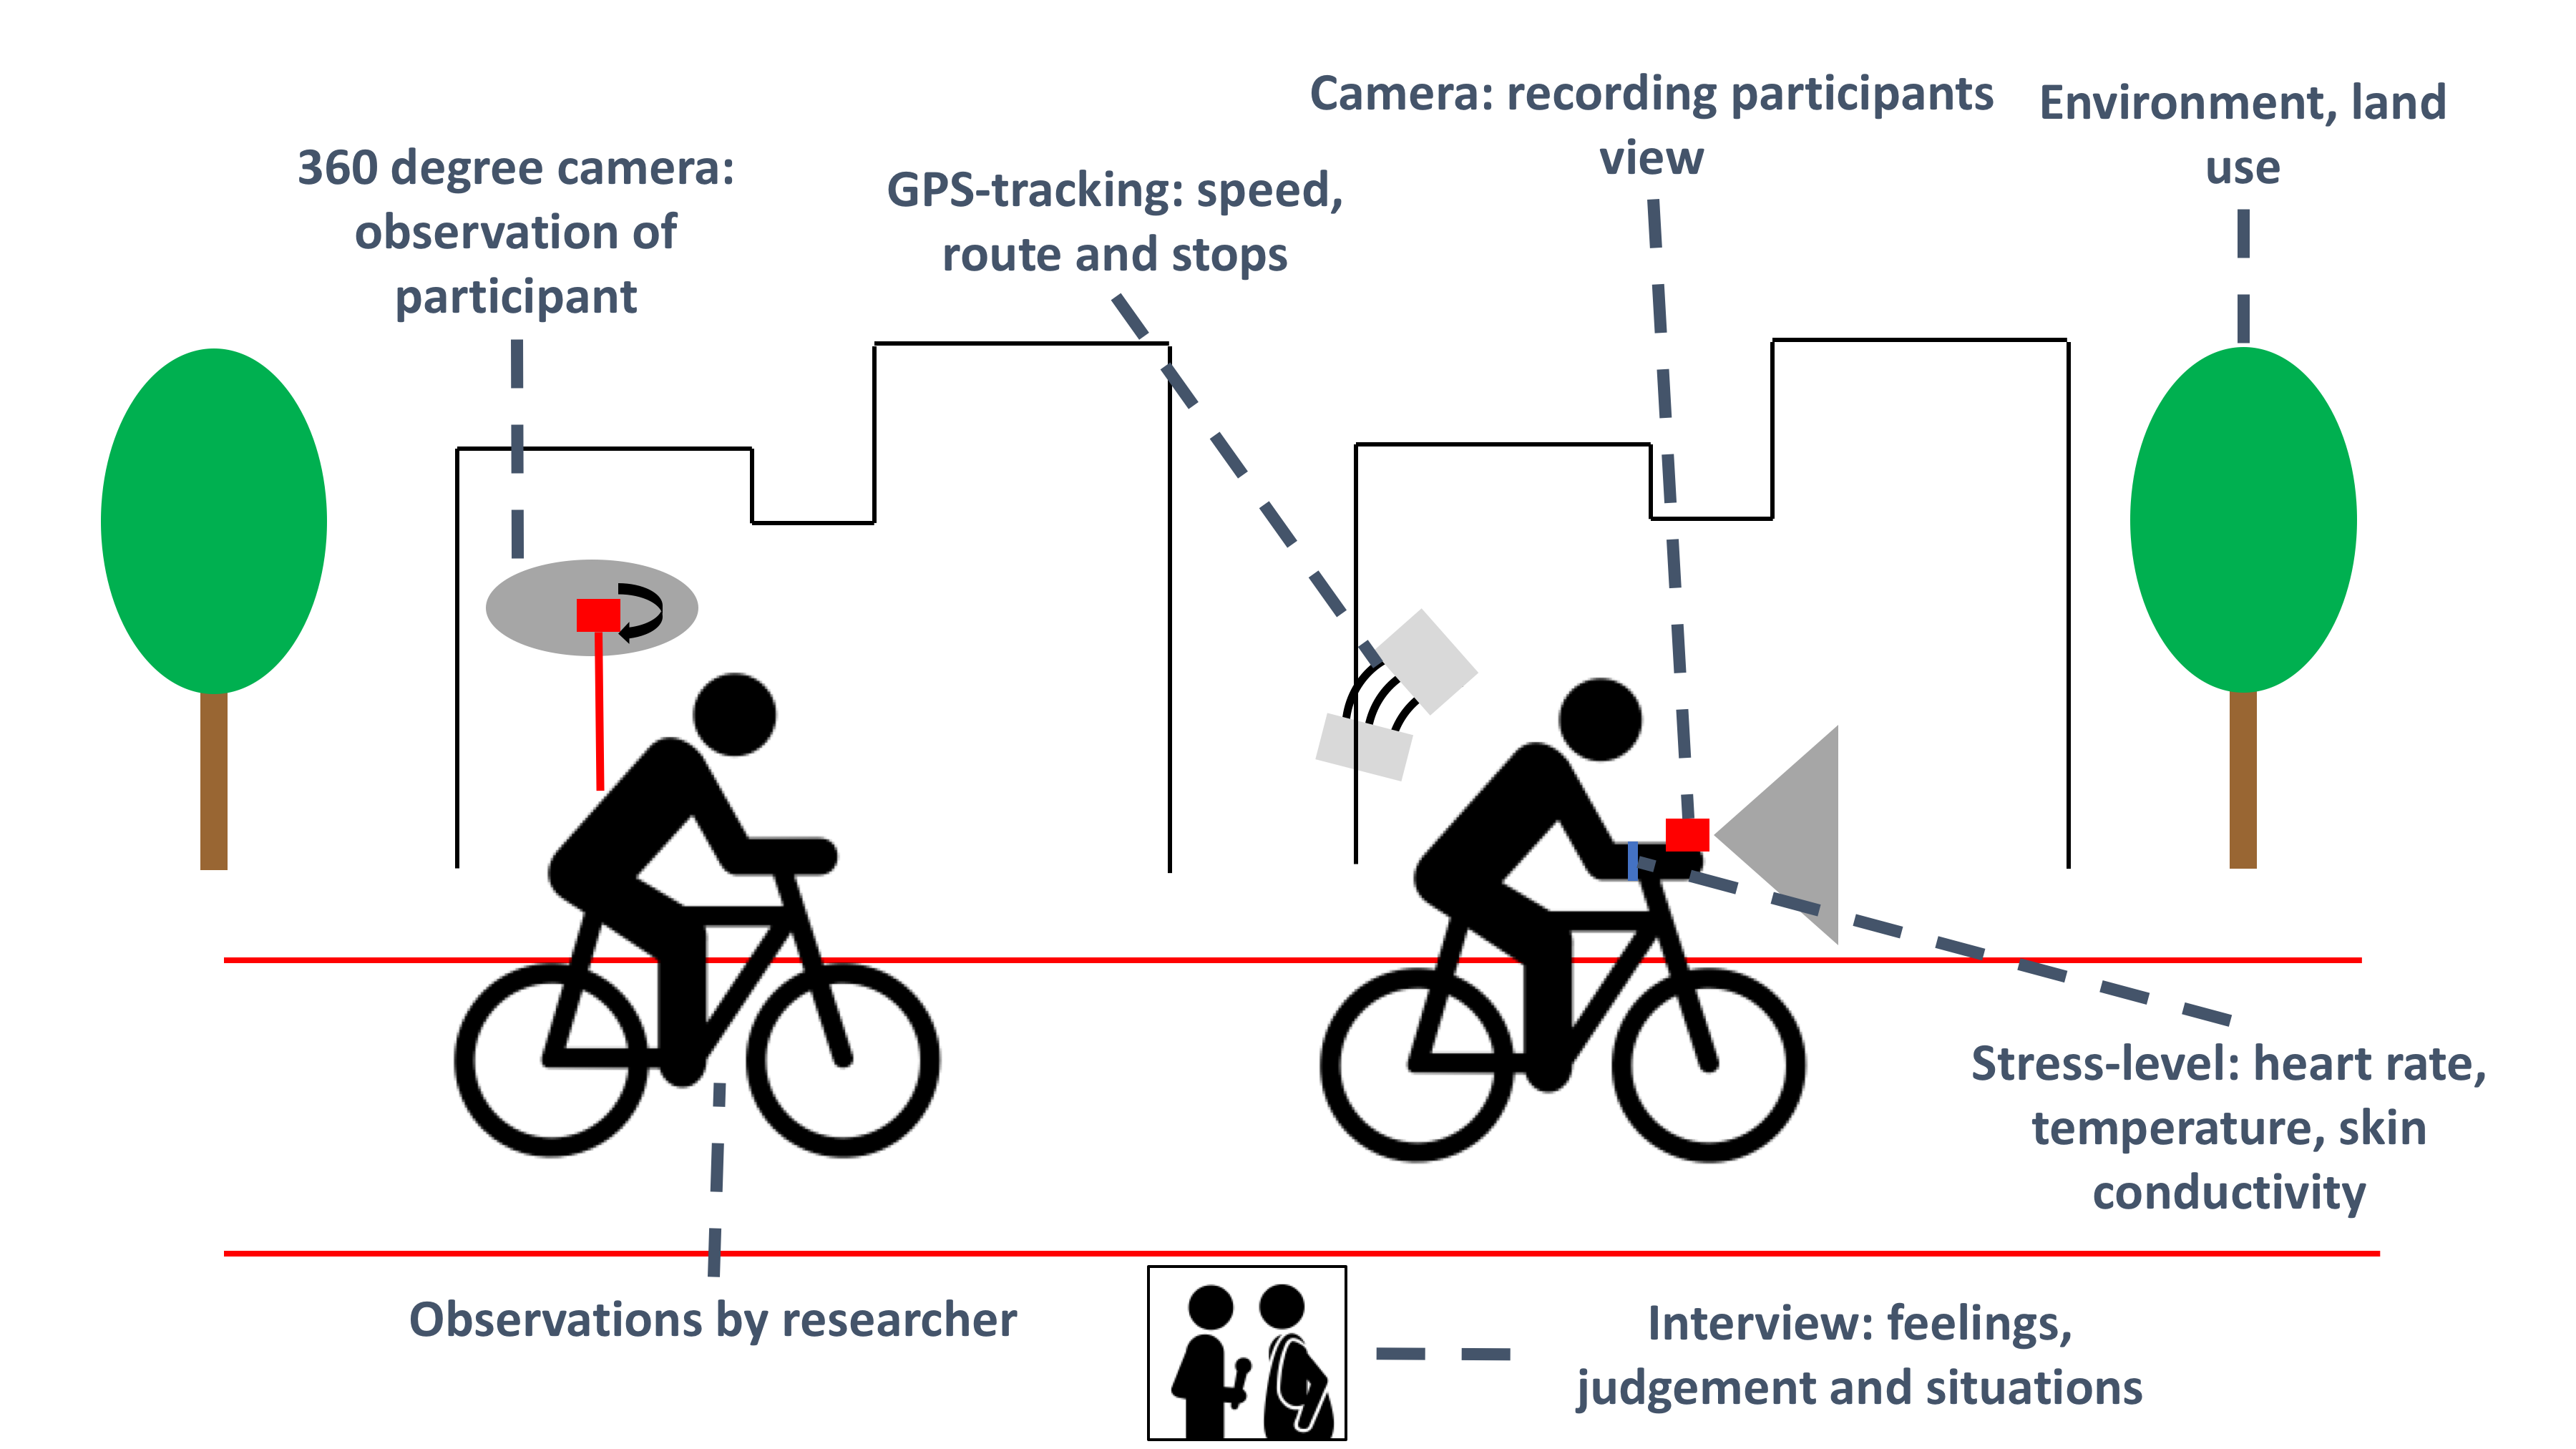 360 degree camera:
observation of
participant
GPS-tracking: speed,
route and stops
Camera: recording participants
view
Environment, land
use
Stress-level: heart rate,
temperature, skin
conductivity
Observations by researcher
Interview: feelings,
judgement and situations